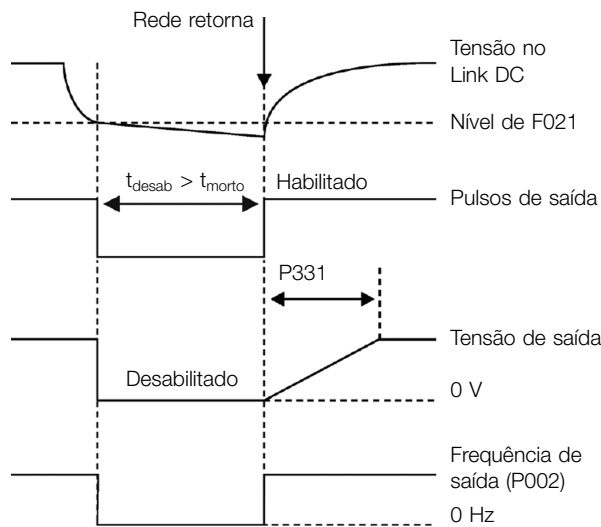 Rede retorna
Tensão no
Link DC
Nível de F021
t_desab > t_morto
Habilitado
Pulsos de saída
P331
Tensão de saída
Desabilitado
0 V
Frequência de
saída (P002)
0 Hz